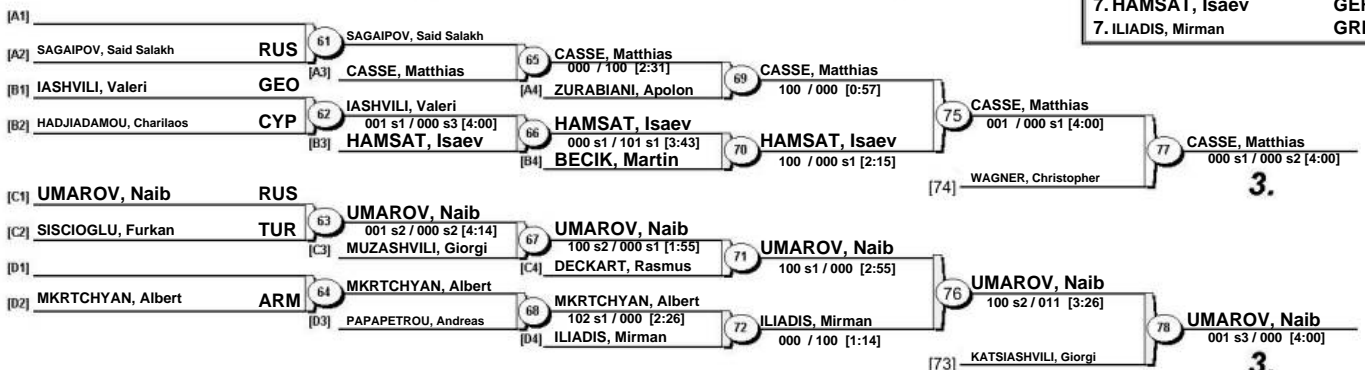 7. HAMSAT, Isaev GER
7. ILIADIS, Mirman GRE
[A1]
[A2] SAGAIPOV, Said Salakh RUS
61
SAGAIPOV, Said Salakh
[A3] CASSE, Matthias
65
CASSE, Matthias
000 / 100 [2:31]
[A4] ZURABIANI, Apolon
69
CASSE, Matthias
100 / 000 [0:57]
[B1] IASHVILI, Valeri GEO
[B2] HADJIADAMOU, Charilaos CYP
62
IASHVILI, Valeri
001 s1 / 000 s3 [4:00]
[B3] HAMSAT, Isaev
66
HAMSAT, Isaev
000 s1 / 101 s1 [3:43]
[B4] BECIK, Martin
70
HAMSAT, Isaev
100 / 000 s1 [2:15]
75
CASSE, Matthias
001 / 000 s1 [4:00]
[74] WAGNER, Christopher
77
CASSE, Matthias
000 s1 / 000 s2 [4:00]
3.
[C1] UMAROV, Naib RUS
[C2] SISCIOGLU, Furkan TUR
63
UMAROV, Naib
001 s2 / 000 s2 [4:14]
[C3] MUZASHVILI, Giorgi
67
UMAROV, Naib
100 s2 / 000 s1 [1:55]
[C4] DECKART, Rasmus
71
UMAROV, Naib
100 s1 / 000 [2:55]
[D1]
[D2] MKRTCHYAN, Albert ARM
64
MKRTCHYAN, Albert
[D3] PAPAPETROU, Andreas
68
MKRTCHYAN, Albert
102 s1 / 000 [2:26]
[D4] ILIADIS, Mirman
72
ILIADIS, Mirman
000 / 100 [1:14]
76
UMAROV, Naib
100 s2 / 011 [3:26]
[73] KATSIASHVILI, Giorgi
78
UMAROV, Naib
001 s3 / 000 [4:00]
3.